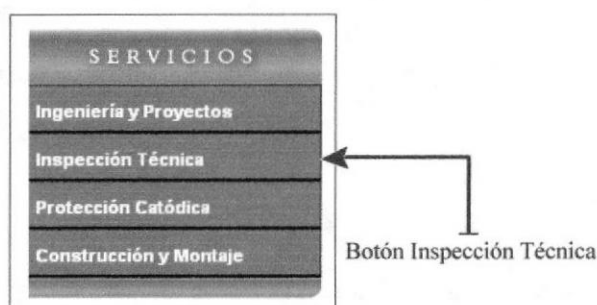 SERVICIOS
Ingeniería y Proyectos
Inspección Técnica
Protección Catódica
Construcción y Montaje
Botón Inspección Técnica